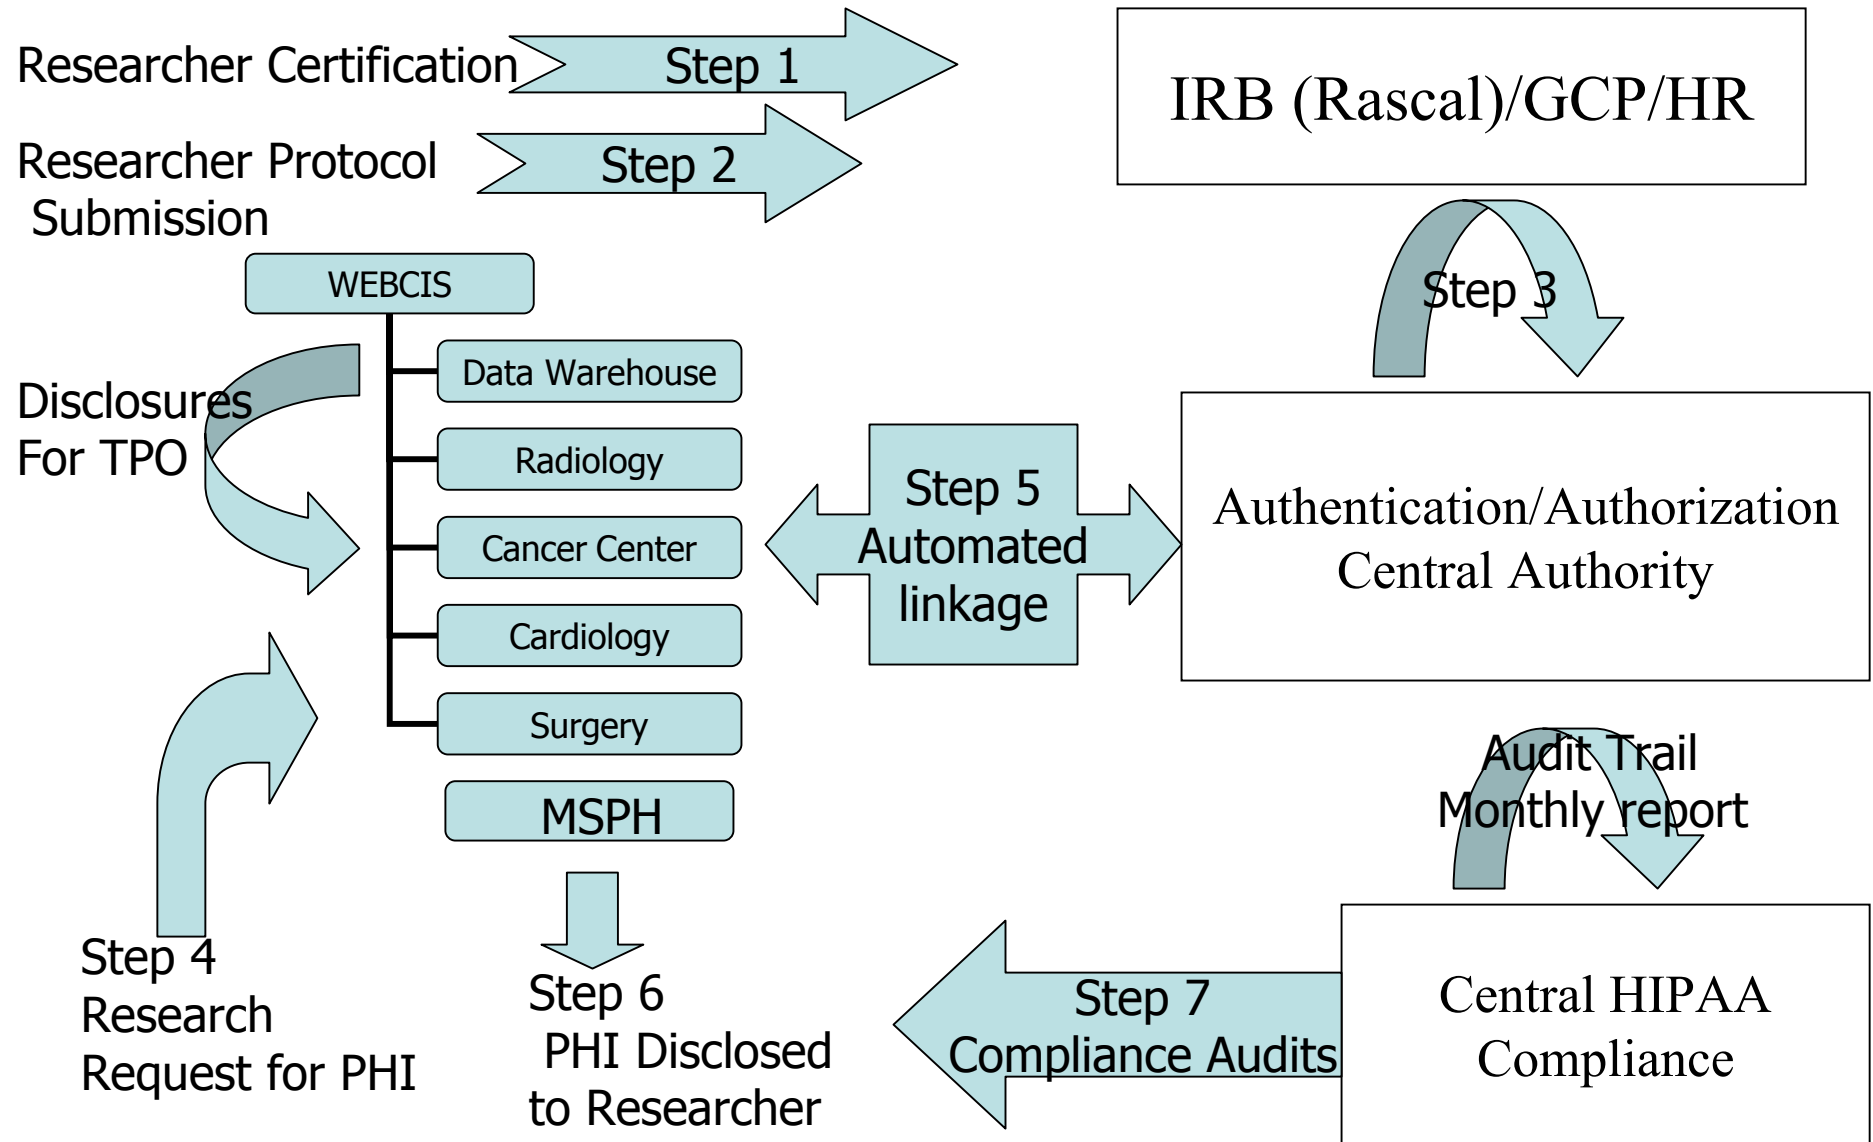 Researcher Certification
Step 1
IRB (Rascal)/GCP/HR
Researcher Protocol
Submission
Step 2
WEBCIS
Step 3
Data Warehouse
Disclosures
For TPO
Radiology
Cancer Center
Cardiology
Surgery
MSPH
Step 5
Automated
linkage
Authentication/Authorization
Central Authority
Audit Trail
Monthly report
Step 4
Research
Request for PHI
Step 6
PHI Disclosed
to Researcher
Step 7
Compliance Audits
Central HIPAA
Compliance